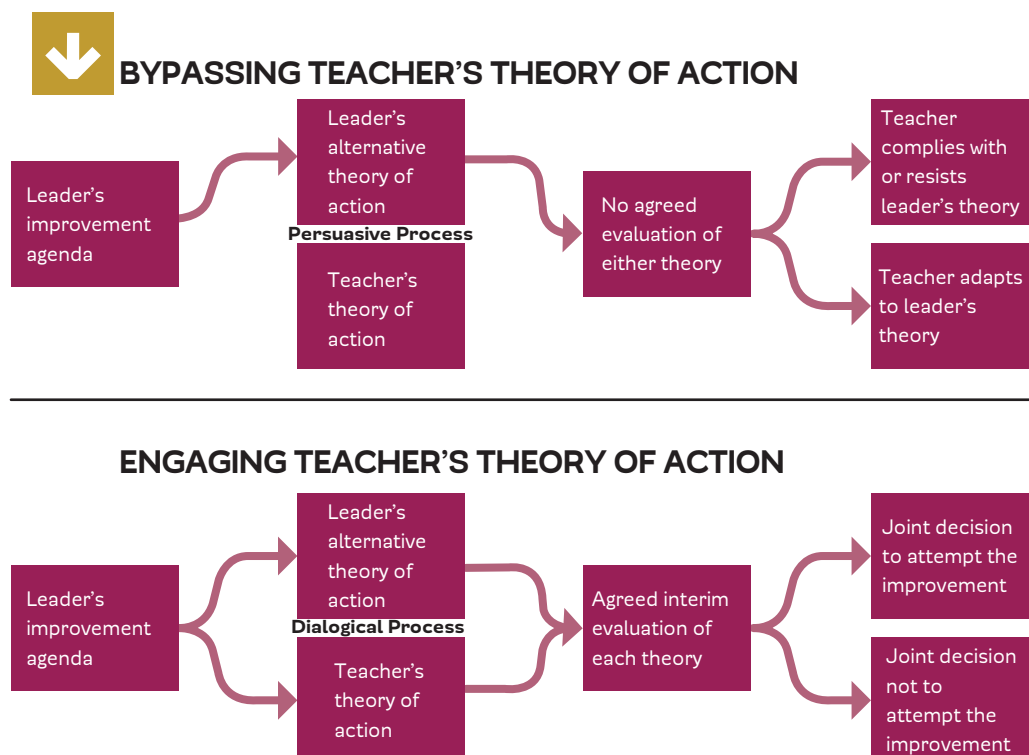 BYPASSING TEACHER’S THEORY OF ACTION
Leader’s
improvement
agenda
Leader’s
alternative
theory of
action
Persuasive Process
Teacher’s
theory of
action
No agreed
evaluation of
either theory
Teacher
complies with
or resists
leader’s theory
Teacher adapts
to leader’s
theory
ENGAGING TEACHER’S THEORY OF ACTION
Leader’s
improvement
agenda
Leader’s
alternative
theory of
action
Dialogical Process
Teacher’s
theory of
action
Agreed interim
evaluation of
each theory
Joint decision
to attempt the
improvement
Joint decision
not to
attempt the
improvement